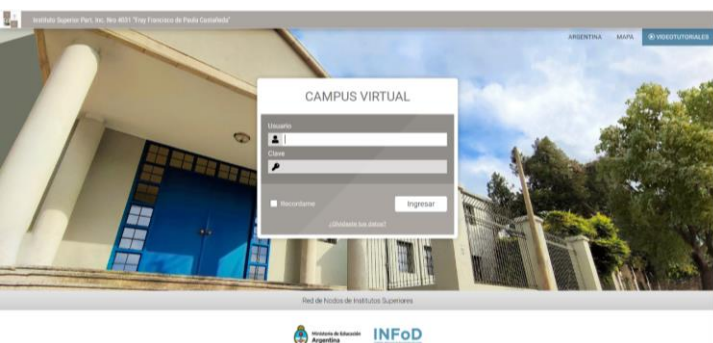 Instituto Superior Part. Inc. Nro 4031 "Fray Francisco de Paula Castañeda"
ARGENTINA MAPA VIDEOTUTORIALES
CAMPUS VIRTUAL
Usuario
Clave
Recordarme Ingresar
¿Olvidaste tus datos?
Red de Nodos de Institutos Superiores
Ministerio de Educación
Argentina
INFoD